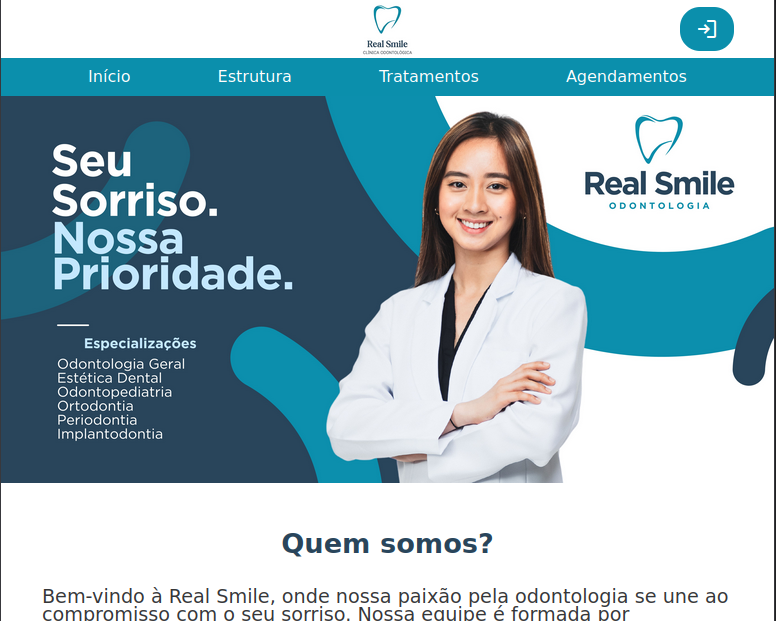 Real Smile
CLÍNICA ODONTOLÓGICA
Início Estrutura Tratamentos Agendamentos
Seu
Sorriso.
Nossa
Prioridade.
Real Smile
ODONTOLOGIA
Especializações
Odontologia Geral
Estética Dental
Odontopediatria
Ortodontia
Periodontia
Implantodontia
Quem somos?
Bem-vindo à Real Smile, onde nossa paixão pela odontologia se une ao
compromisso com o seu sorriso. Nossa equipe é formada por